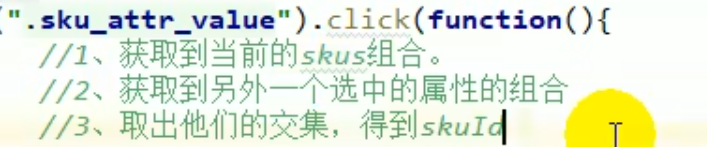 (".sku_attr_value").click(function(){
//1、获取到当前的skus组合。
//2、获取到另外一个选中的属性的组合
//3、取出他们的交集，得到skuId